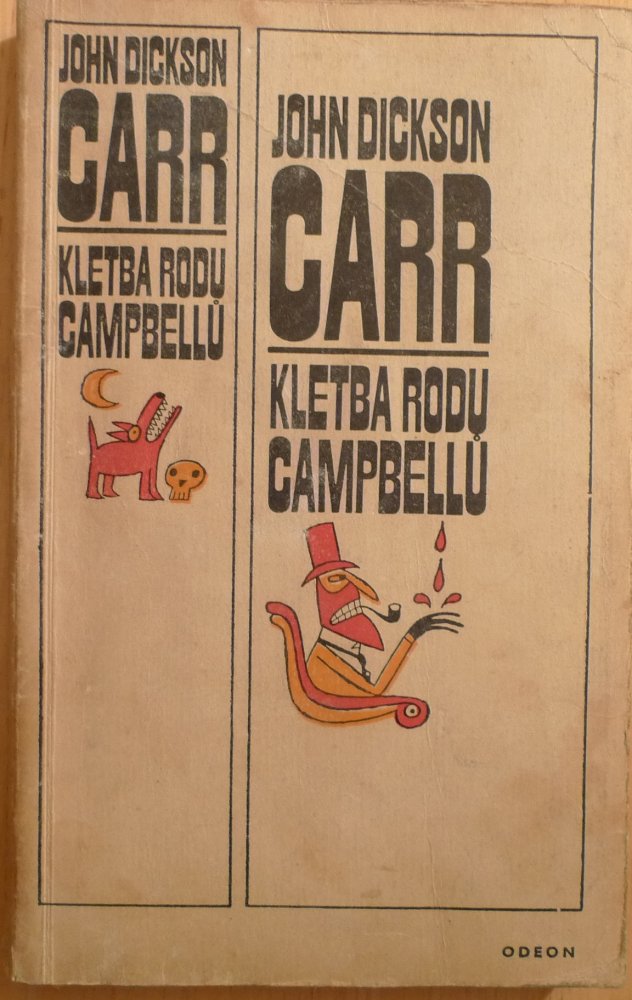 JOHN DICKSON
CARR
KLETBA RODU
CAMPBELLŮ
JOHN DICKSON
CARR
KLETBA RODU
CAMPBELLŮ
ODEON